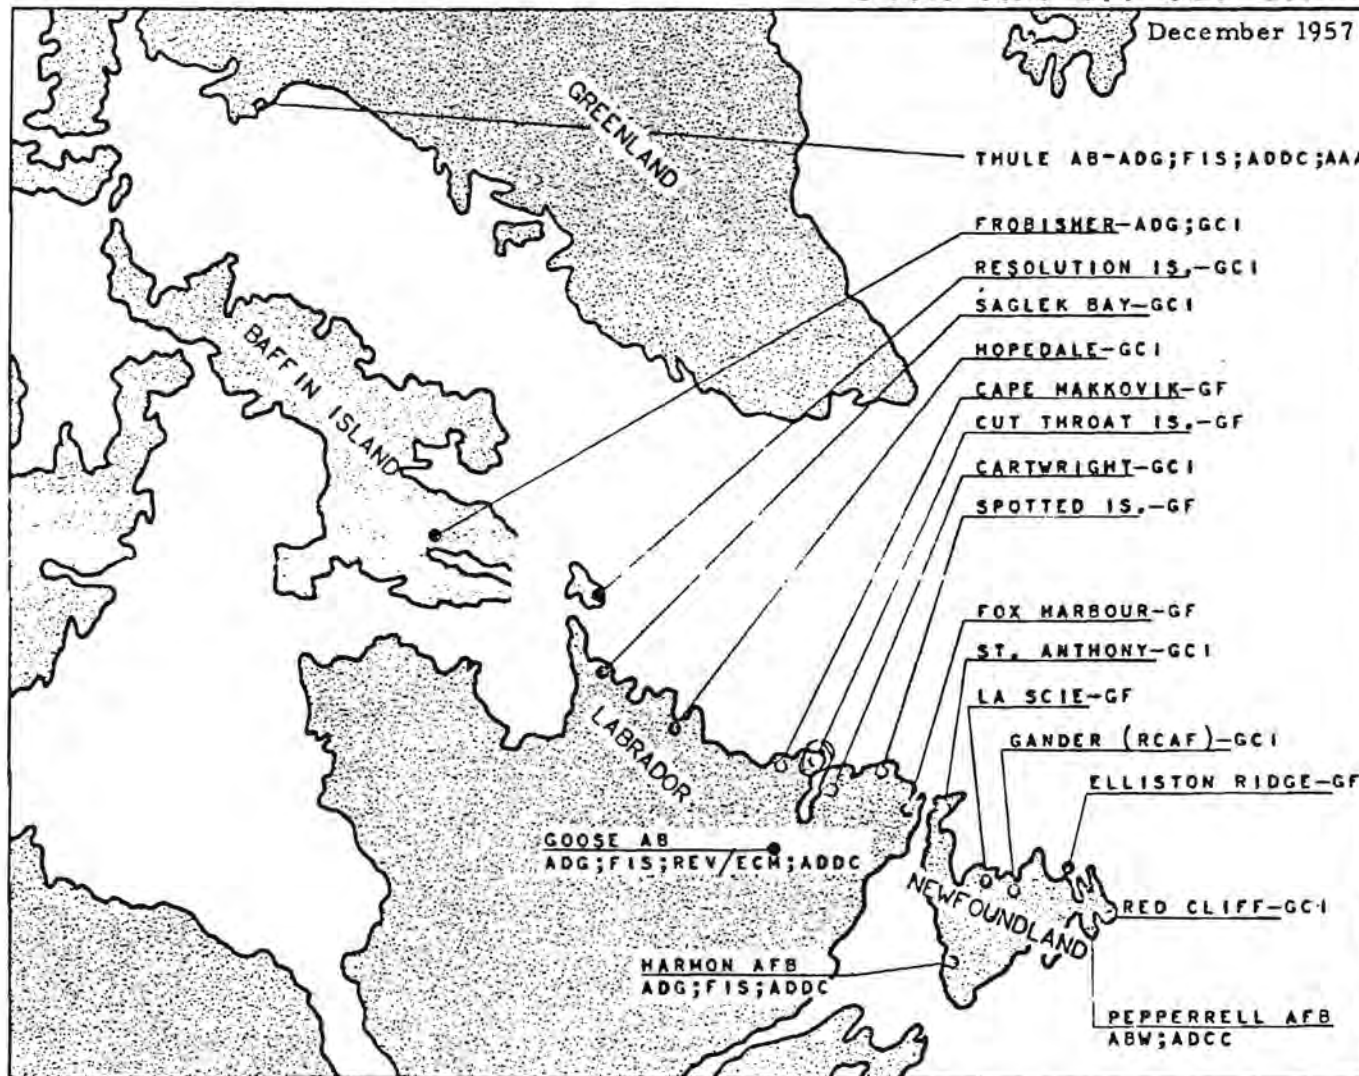 December 1957
GREENLAND
THULE AB-ADG;FIS;ADDC;AAA
FROBISHER-ADG;GCI
RESOLUTION IS.-GCI
SAGLEK BAY-GCI
HOPEDALE-GCI
CAPE MAKKOVIK-GF
CUT THROAT IS.-GF
CARTWRIGHT-GCI
SPOTTED IS.-GF
BAFFIN ISLAND
FOX HARBOUR-GF
ST. ANTHONY-GCI
LA SCIE-GF
GANDER (RCAF)-GCI
ELLISTON RIDGE-GF
LABRADOR
GOOSE AB
ADG;FIS;REV/ECM;ADDC
NEWFOUNDLAND
RED CLIFF-GCI
HARMON AFB
ADG;FIS;ADDC
PEPPERRELL AFB
ABW;ADCC